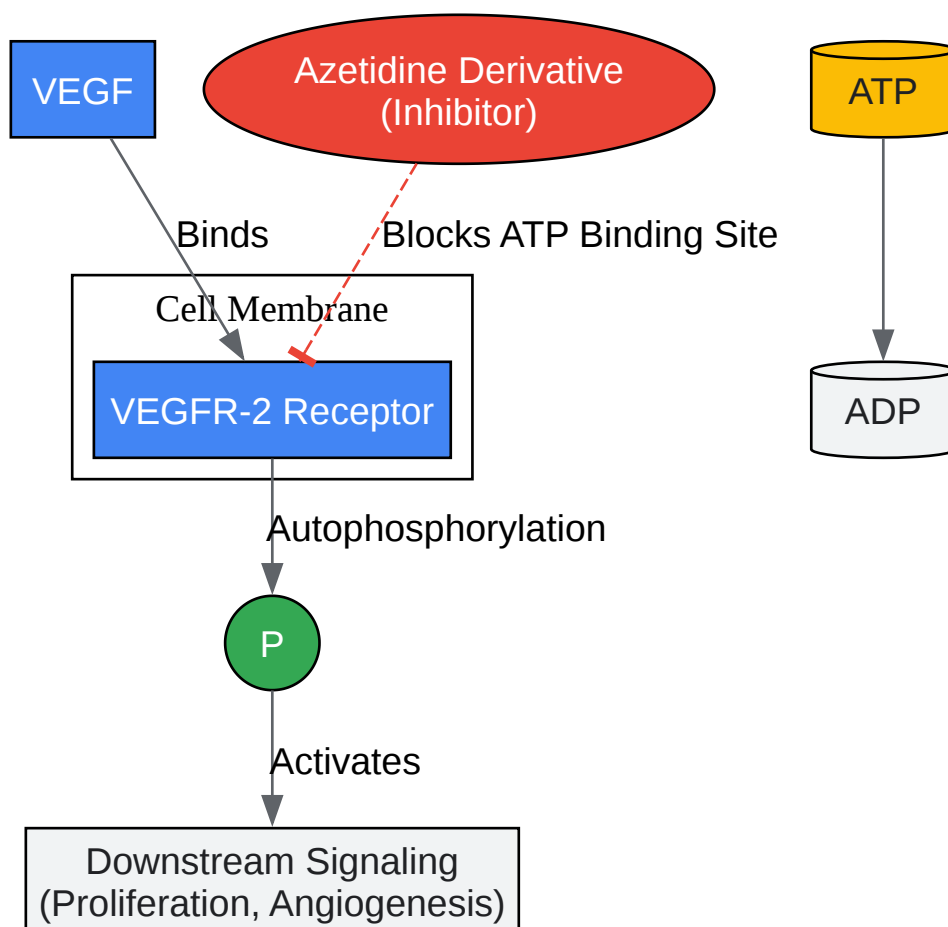 VEGF
Azetidine Derivative
(Inhibitor)
ATP
Binds
Blocks ATP Binding Site
Cell Membrane
VEGFR-2 Receptor
ADP
Autophosphorylation
P
Activates
Downstream Signaling
(Proliferation, Angiogenesis)